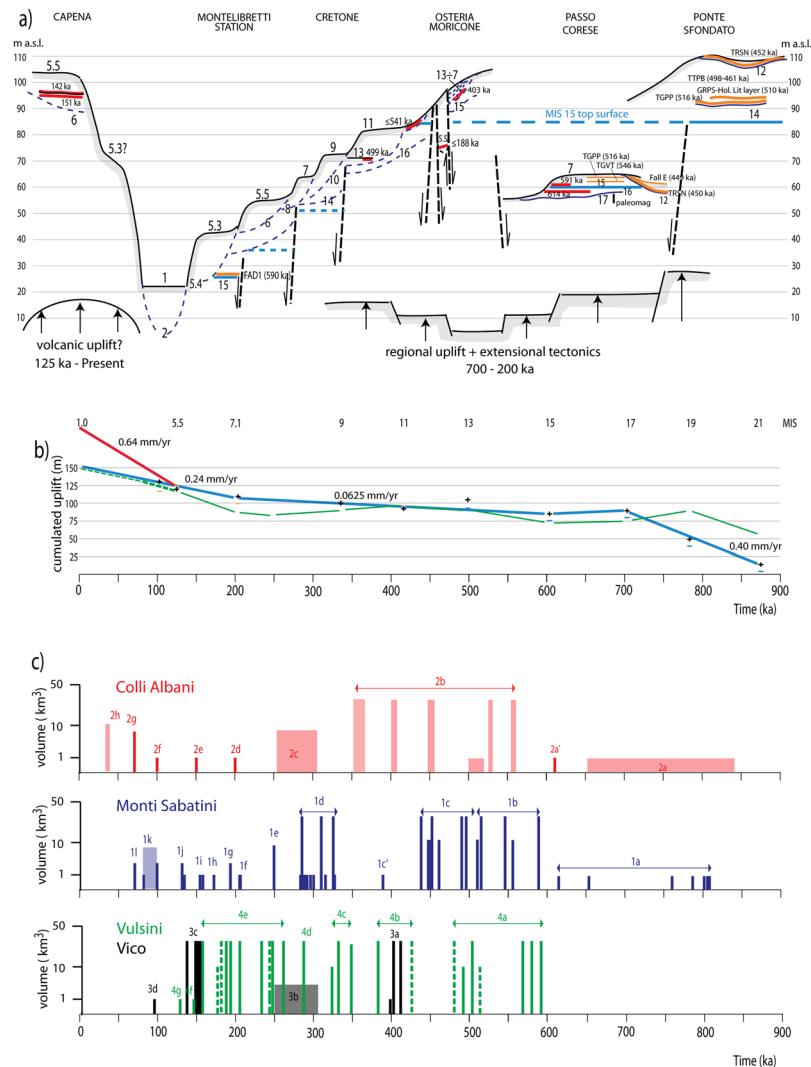 a)
CAPENA
MONTELIBRETTI
STATION
CRETONE
OSTERIA
MORICONE
PASSO
CORESE
PONTE
SFONDATO
m a.s.l.
m a.s.l.
110
100
90
80
70
60
50
40
30
20
10
110
100
90
80
70
60
50
40
30
20
10
5.5
142 ka
151 ka
6
5.3?
1
2
5.4
5.3
5.5
6
7
8
9
10
14
11
13 499 ka
16
≤541 ka
13÷7
403 ka
15
5.5
≤188 ka
FAD1 (590 ka)
15
MIS 15 top surface
TRSN (452 ka)
12
TTPB (498-461 ka)
GRPS-Hol. Lit layer (510 ka)
TGPP (516 ka)
14
TGPP (516 ka)
TGVT (546 ka)
7
591 ka
15
614 ka
17
16
paleomag
Fall E (449 ka)
TRSN (450 ka)
12
volcanic uplift?
125 ka - Present
regional uplift + extensional tectonics
700 - 200 ka
b)
1.0 5.5 7.1 9 11 13 15 17 19 21 MIS
0.64 mm/yr
0.24 mm/yr
0.0625 mm/yr
0.40 mm/yr
cumulated uplift (m)
150
125
100
75
50
25
0 100 200 300 400 500 600 700 800 900
Time (ka)
c)
Colli Albani
volume ( km3)
50
10
1
2h
2g
2f
2e
2d
2c
2b
2a'
2a
Monti Sabatini
volume ( km3)
50
10
1
1l
1k
1j
1i
1h
1g
1f
1e
1d
1c'
1c
1b
1a
Vulsini
Vico
volume ( km3)
50
10
1
3d
4g
4f
3c
4e
4d
3b
4c
4b
3a
4a
0 100 200 300 400 500 600 700 800 900
Time (ka)